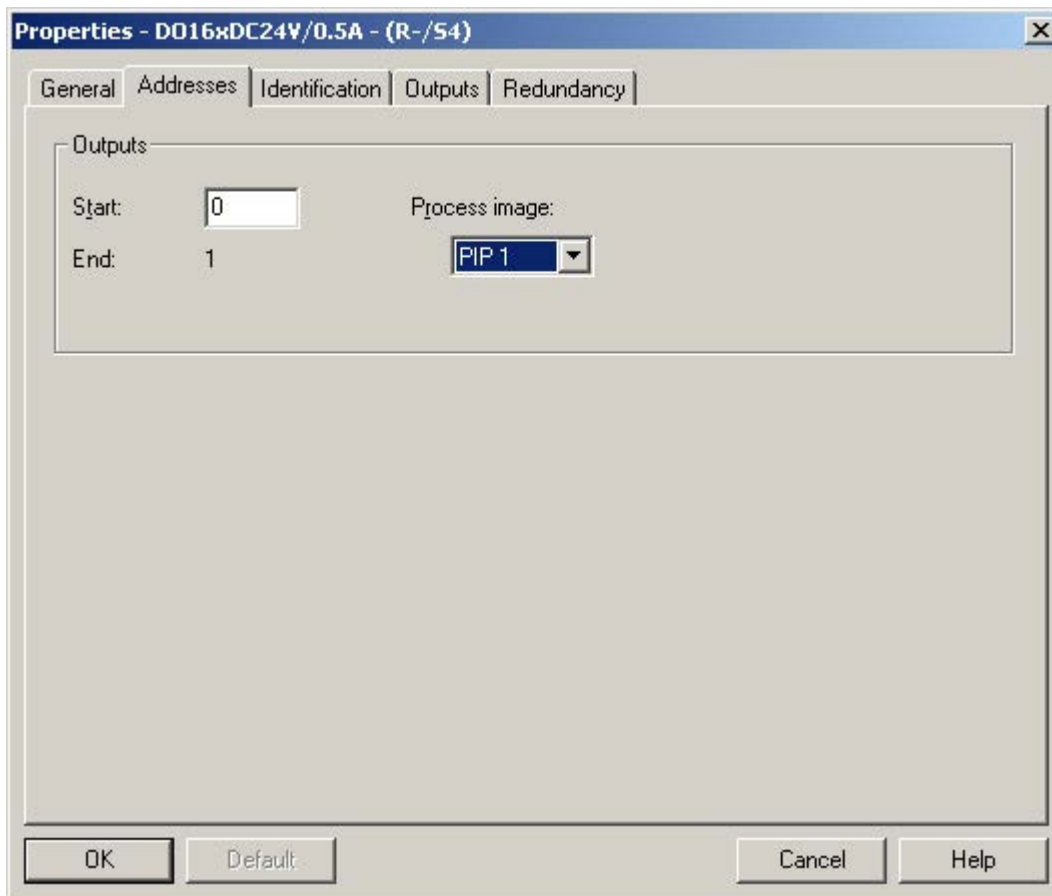 Properties - DO16xDC24V/0.5A - (R-/S4)
General Addresses Identification Outputs Redundancy
Outputs
Start: 0 Process image:
End: 1 PIP 1
OK Default Cancel Help